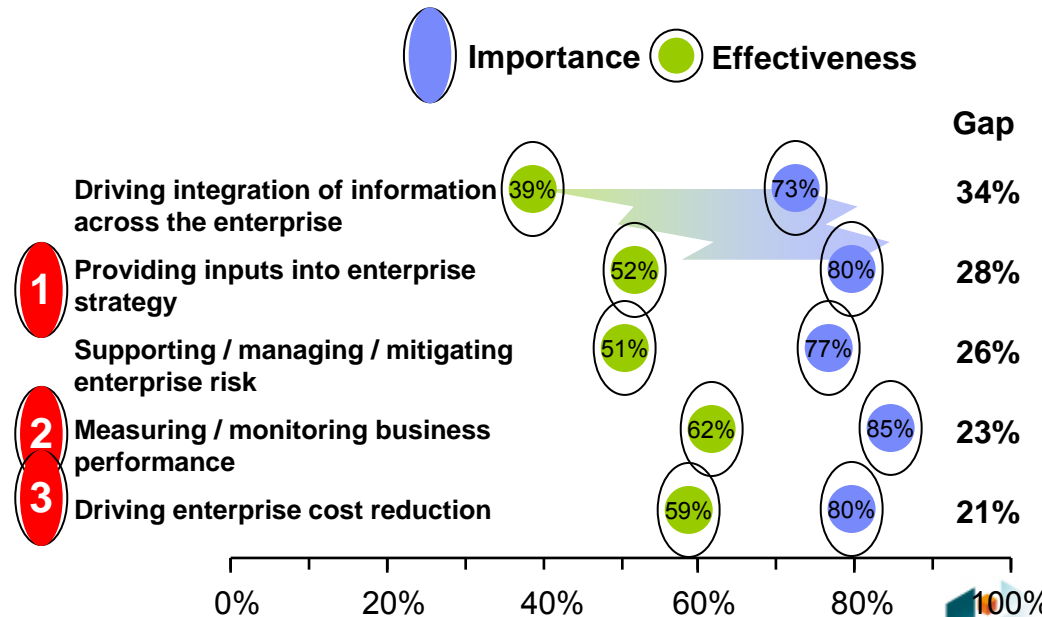 Importance Effectiveness
Gap
Driving integration of information
across the enterprise
39% 73% 34%
1 Providing inputs into enterprise
strategy
52% 80% 28%
Supporting / managing / mitigating
enterprise risk
51% 77% 26%
2 Measuring / monitoring business
performance
62% 85% 23%
3 Driving enterprise cost reduction 59% 80% 21%
0% 20% 40% 60% 80% 100%